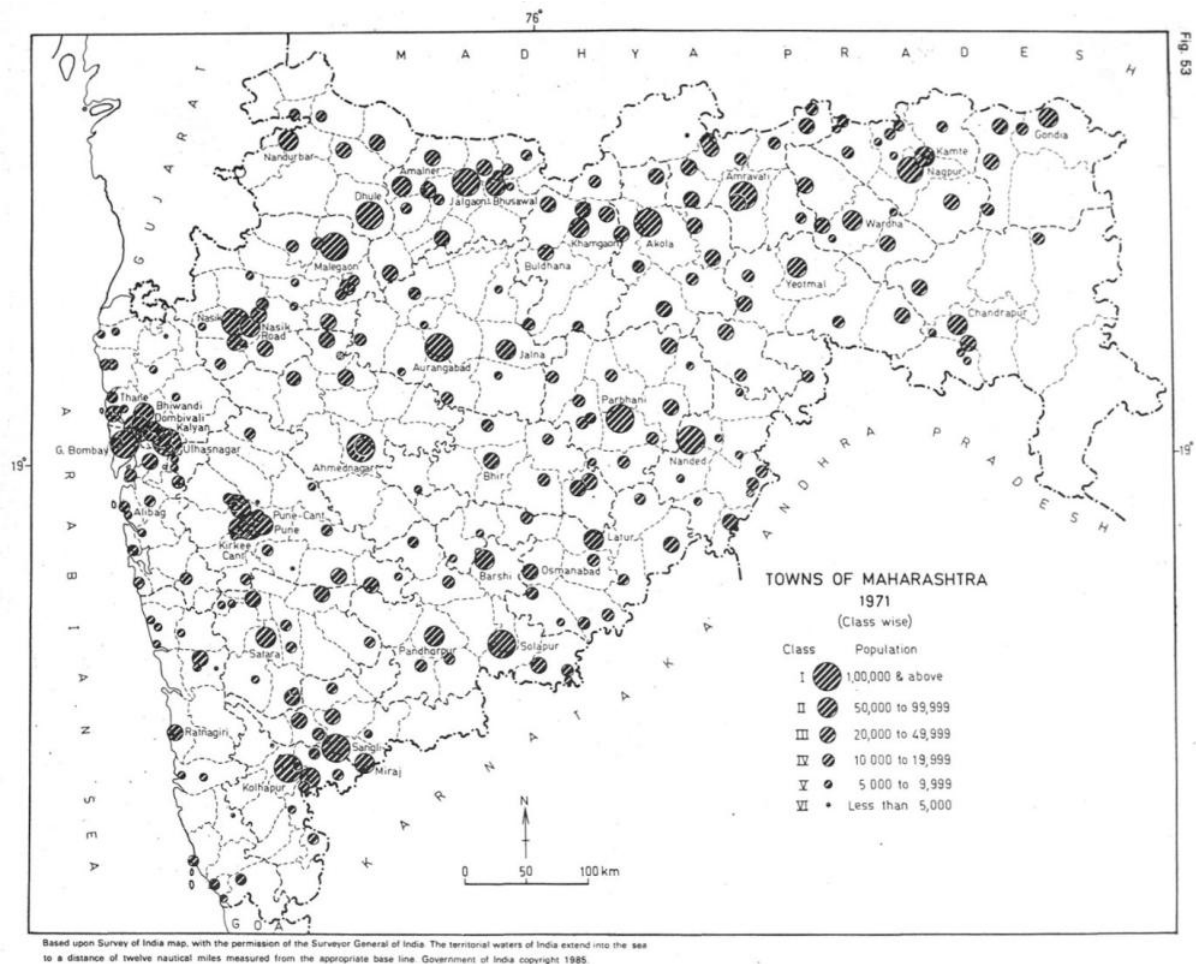 76°
Fig. 53
M A D H Y A P R A D E S H
G U J A R A T
Nandurbar
Amalner
Dhule
Jalgaon
Bhusawal
Malegaon
Khamgaon
Buldhana
Akola
Amravati
Kamte
Nagpur
Gondia
Wardha
Yeotmal
Chandrapur
Nasik
Nasik
Road
Aurangabad
Jalna
Parbhani
Nanded
Thane
Bhiwandi
Dombivali
Kalyan
G. Bombay
Ulhasnagar
Ahmednagar
Bhir
19°
19°
Alibag
Pune-Cant.
Pune
Kirkee
Cant
Latur
Barshi
Osmanabad
Satara
Pandharpur
Solapur
Ratnagiri
Sangli
Miraj
Kolhapur
A R A B I A N S E A
A N D H R A P R A D E S H
K A R N A T A K A
G O A
TOWNS OF MAHARASHTRA
1971
(Class wise)
Class Population
I 1,00,000 & above
II 50,000 to 99,999
III 20,000 to 49,999
IV 10 000 to 19,999
V 5 000 to 9,999
VI Less than 5,000
N
0 50 100 km
Based upon Survey of India map, with the permission of the Surveyor General of India. The territorial waters of India extend into the sea
to a distance of twelve nautical miles measured from the appropriate base line. Government of India copyright 1985.